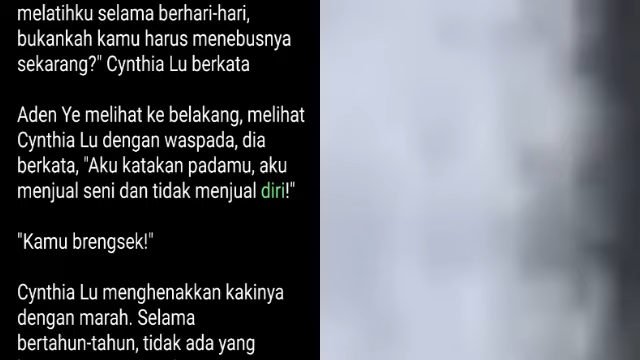 melatihku selama berhari-hari,
bukankah kamu harus menebusnya
sekarang?" Cynthia Lu berkata
Aden Ye melihat ke belakang, melihat
Cynthia Lu dengan waspada, dia
berkata, "Aku katakan padamu, aku
menjual seni dan tidak menjual diri!"
"Kamu brengsek!"
Cynthia Lu menghenakkan kakinya
dengan marah. Selama
bertahun-tahun, tidak ada yang